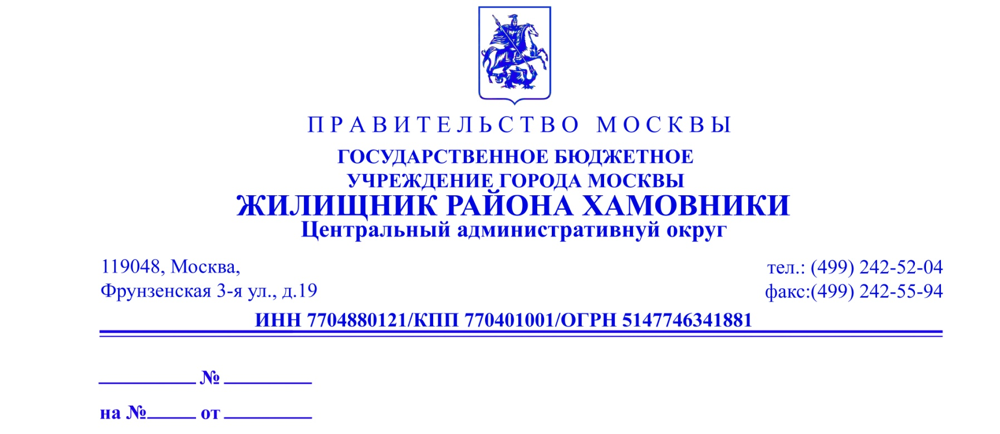 ПРАВИТЕЛЬСТВО МОСКВЫ
ГОСУДАРСТВЕННОЕ БЮДЖЕТНОЕ
УЧРЕЖДЕНИЕ ГОРОДА МОСКВЫ
ЖИЛИЩНИК РАЙОНА ХАМОВНИКИ
Центральный административнуй округ
119048, Москва,
Фрунзенская 3-я ул., д.19
тел.: (499) 242-52-04
факс:(499) 242-55-94
ИНН 7704880121/КПП 770401001/ОГРН 5147746341881
__________ № _________
на №_____ от _________